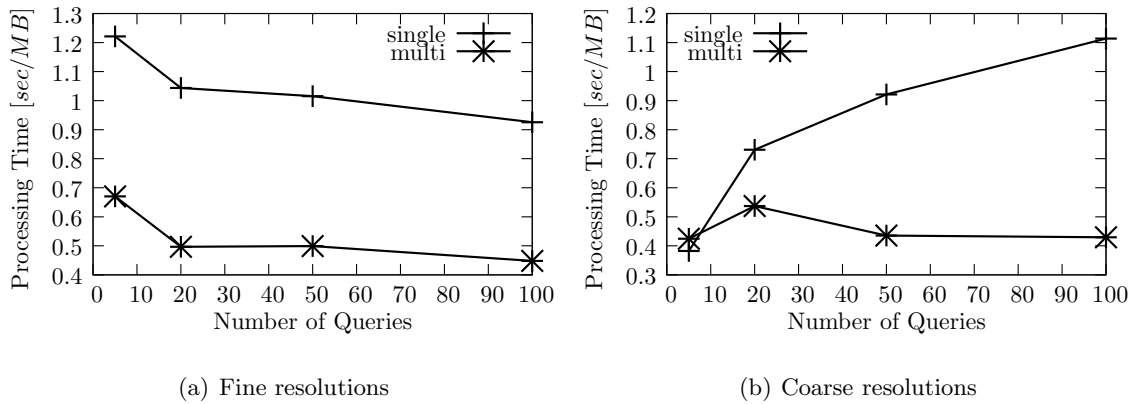 Processing Time [sec/MB]
1.3
1.2
1.1
1
0.9
0.8
0.7
0.6
0.5
0.4
single
multi
0 10 20 30 40 50 60 70 80 90 100
Number of Queries
(a) Fine resolutions
Processing Time [sec/MB]
1.2
1.1
1
0.9
0.8
0.7
0.6
0.5
0.4
0.3
single
multi
0 10 20 30 40 50 60 70 80 90 100
Number of Queries
(b) Coarse resolutions